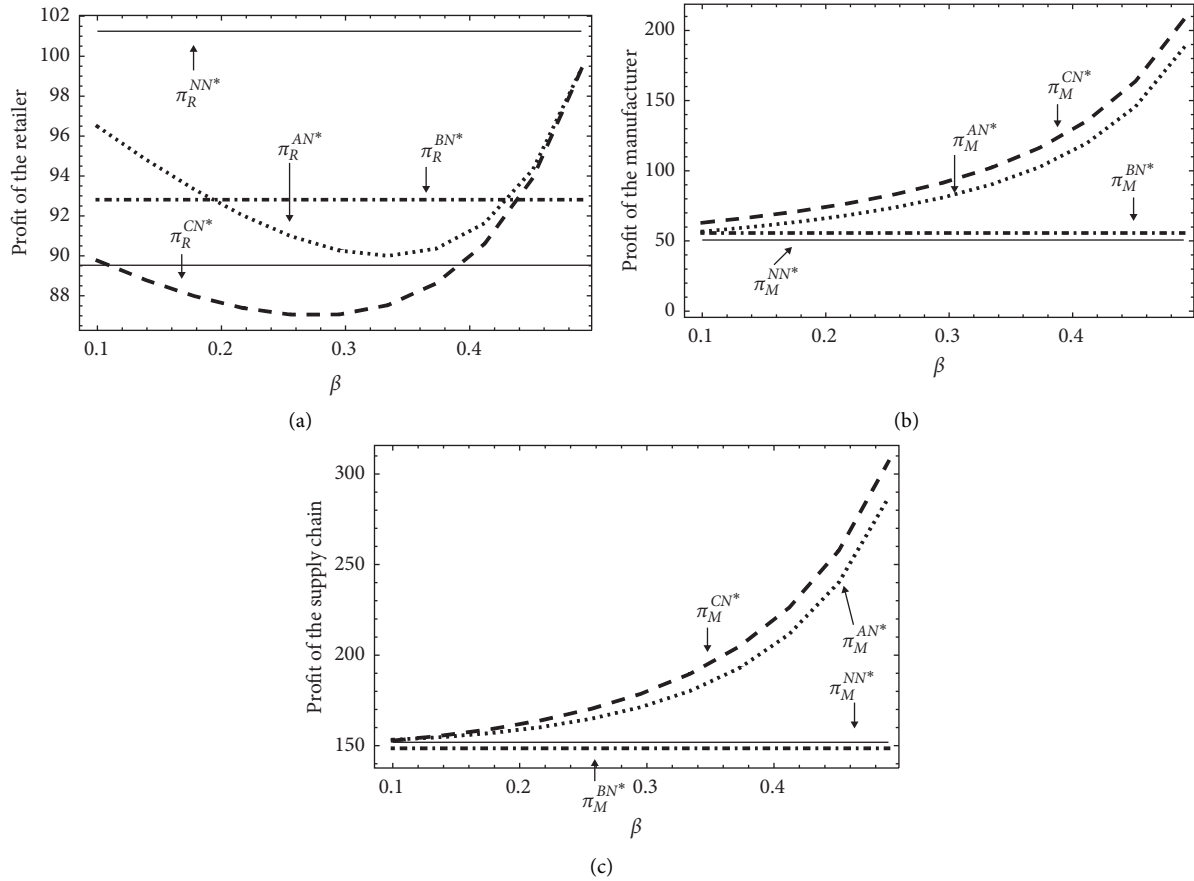 102
100
98
96
94
92
90
88
Profit of the retailer
π_R^{NN*}
π_R^{AN*}
π_R^{BN*}
π_R^{CN*}
0.1 0.2 0.3 0.4
β
(a)
200
150
100
50
0
Profit of the manufacturer
π_M^{CN*}
π_M^{AN*}
π_M^{BN*}
π_M^{NN*}
0.1 0.2 0.3 0.4
β
(b)
300
250
200
150
Profit of the supply chain
π_M^{CN*}
π_M^{AN*}
π_M^{NN*}
π_M^{BN*}
0.1 0.2 0.3 0.4
β
(c)